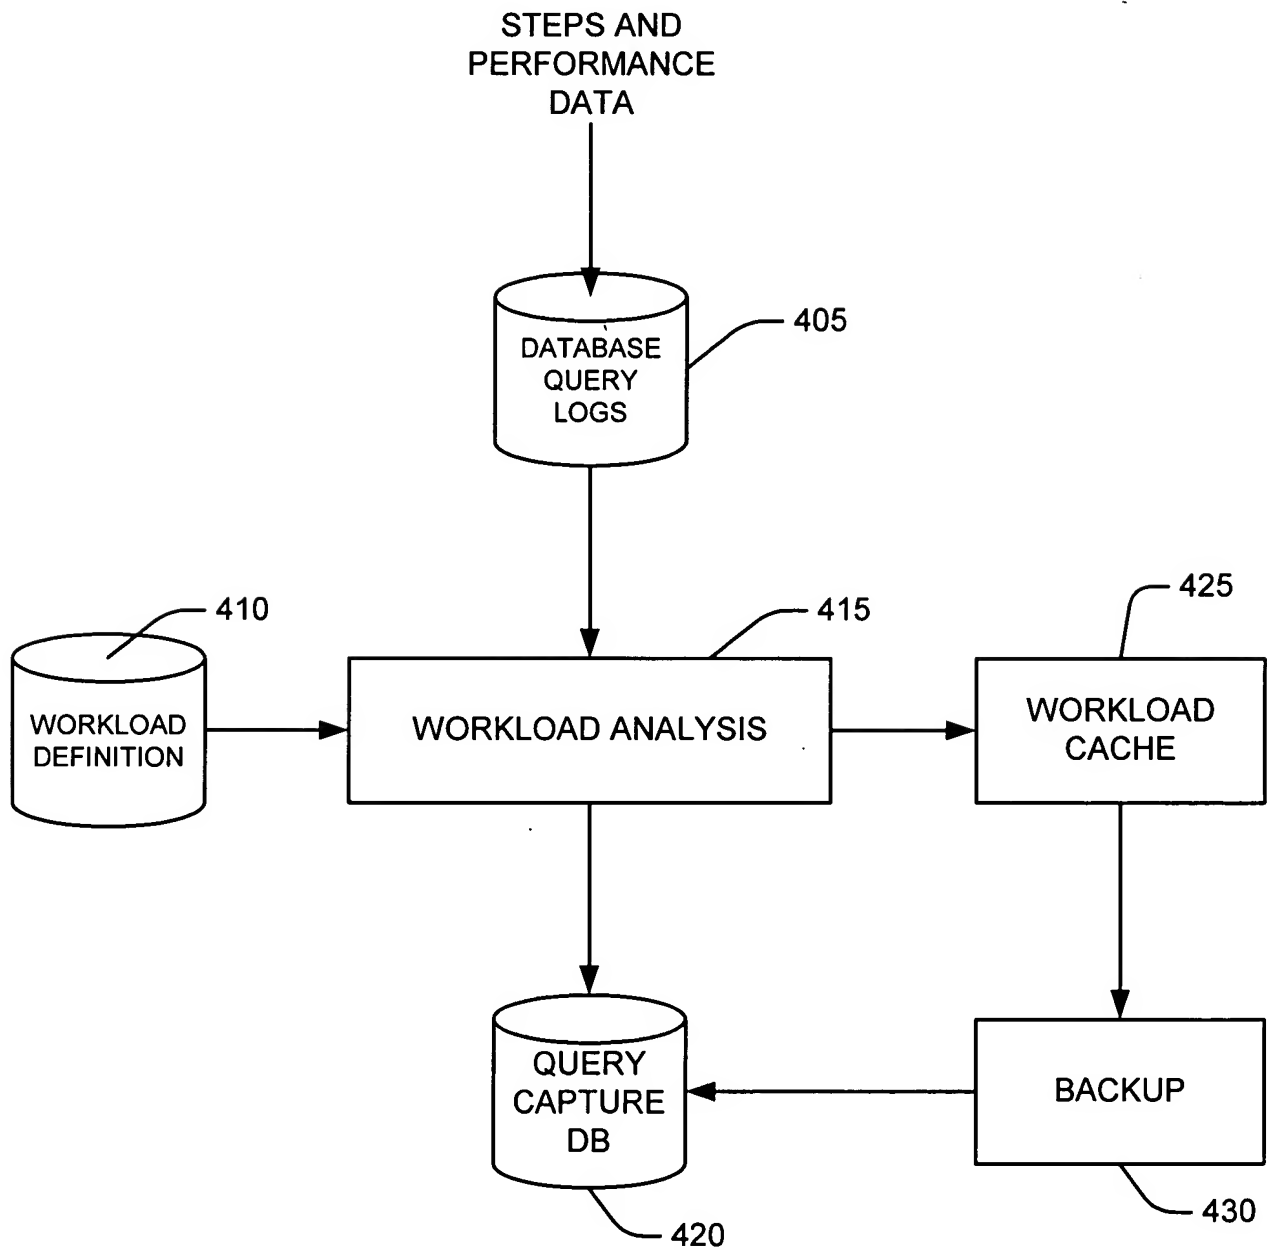 STEPS AND
PERFORMANCE
DATA
405
DATABASE
QUERY
LOGS
410
415
425
WORKLOAD
DEFINITION
WORKLOAD ANALYSIS
WORKLOAD
CACHE
QUERY
CAPTURE
DB
BACKUP
420
430